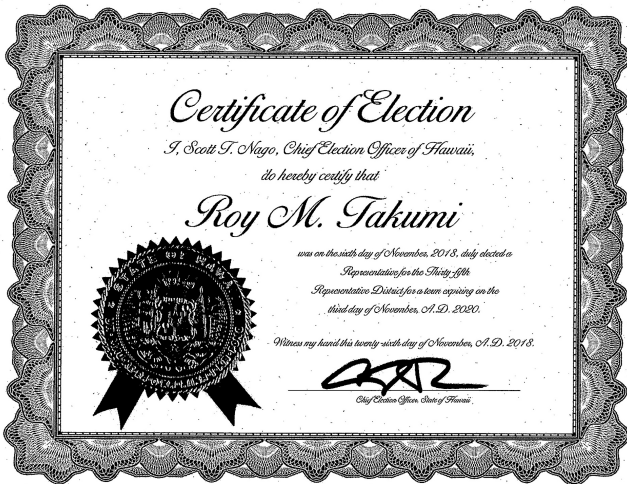 Certificate of Election
I, Scott T. Nago, Chief Election Officer of Hawaii,
do hereby certify that
Roy M. Takumi
was on the sixth day of November, 2018, duly elected a
Representative for the Thirty-fifth
Representative District for a term expiring on the
third day of November, A.D. 2020.
Witness my hand this twenty-sixth day of November, A.D. 2018.
Chief Election Officer, State of Hawaii
STATE OF